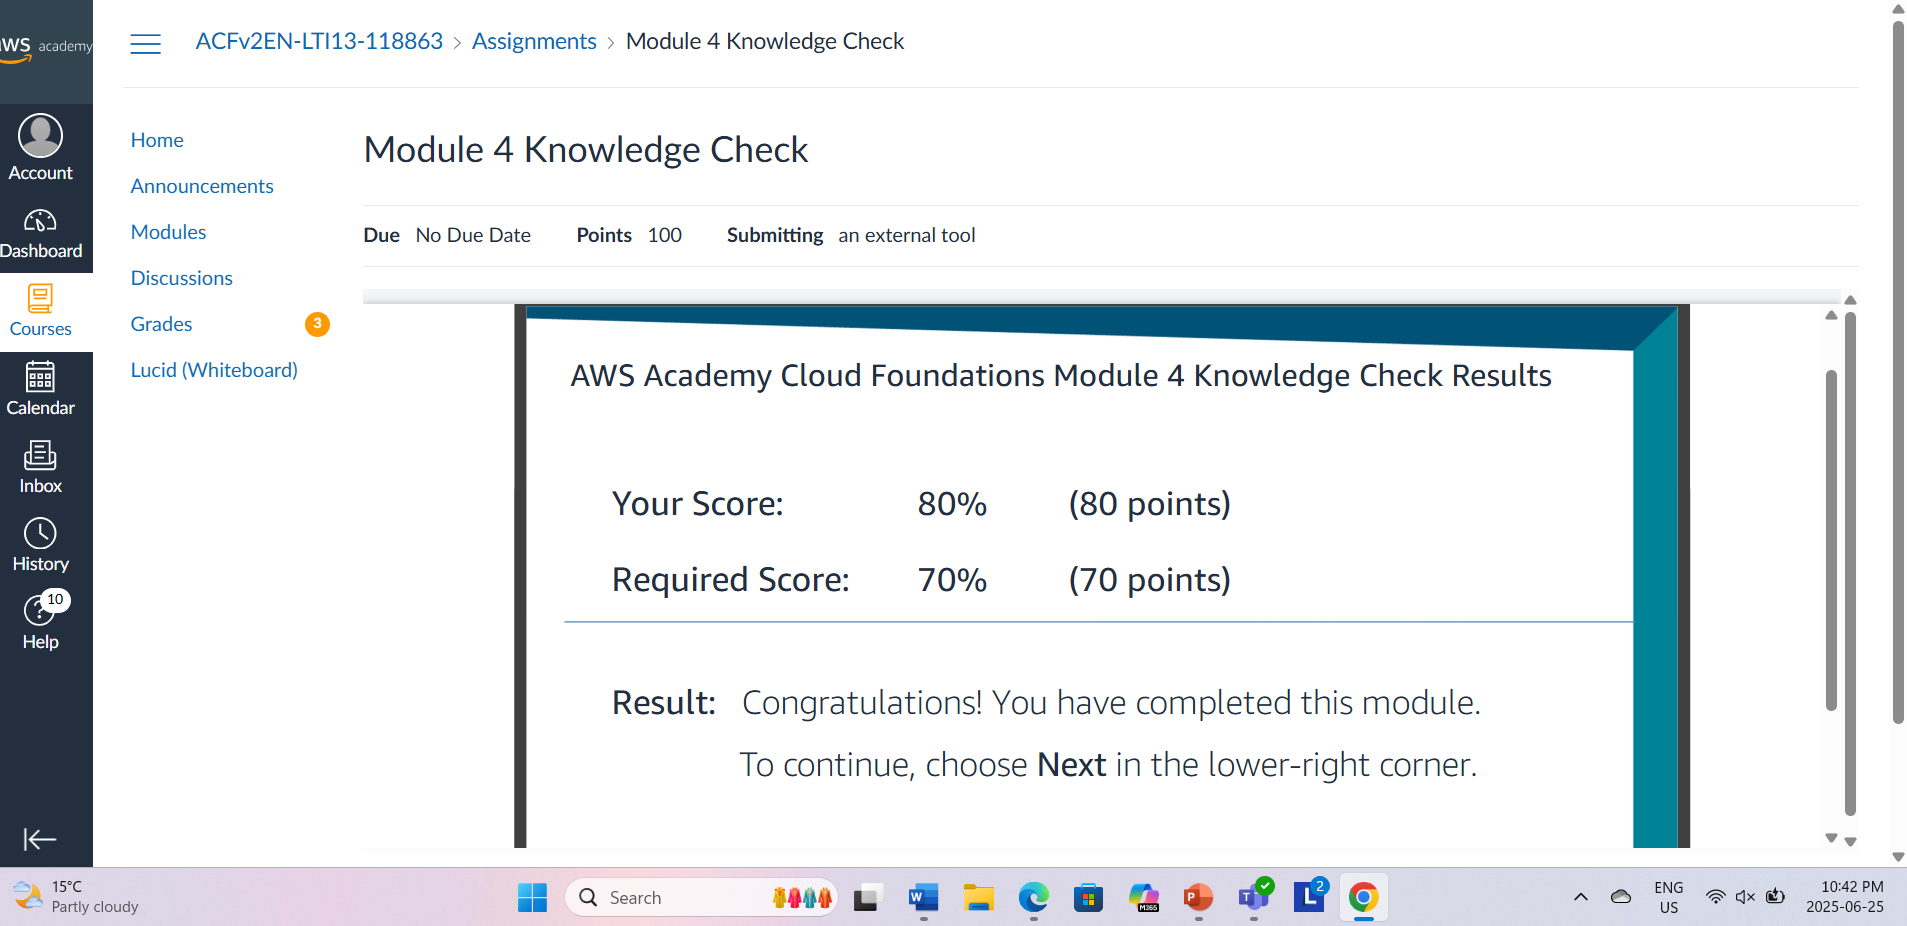 aws academy
ACFv2EN-LTI13-118863 > Assignments > Module 4 Knowledge Check
Account
Dashboard
Courses
Calendar
Inbox
History
10
Help
Home
Announcements
Modules
Discussions
Grades 3
Lucid (Whiteboard)
Module 4 Knowledge Check
Due No Due Date Points 100 Submitting an external tool
AWS Academy Cloud Foundations Module 4 Knowledge Check Results
Your Score: 80% (80 points)
Required Score: 70% (70 points)
Result: Congratulations! You have completed this module.
To continue, choose Next in the lower-right corner.
15°C
Partly cloudy
Search
W
M365
P
T
L
2
ENG
US
10:42 PM
2025-06-25